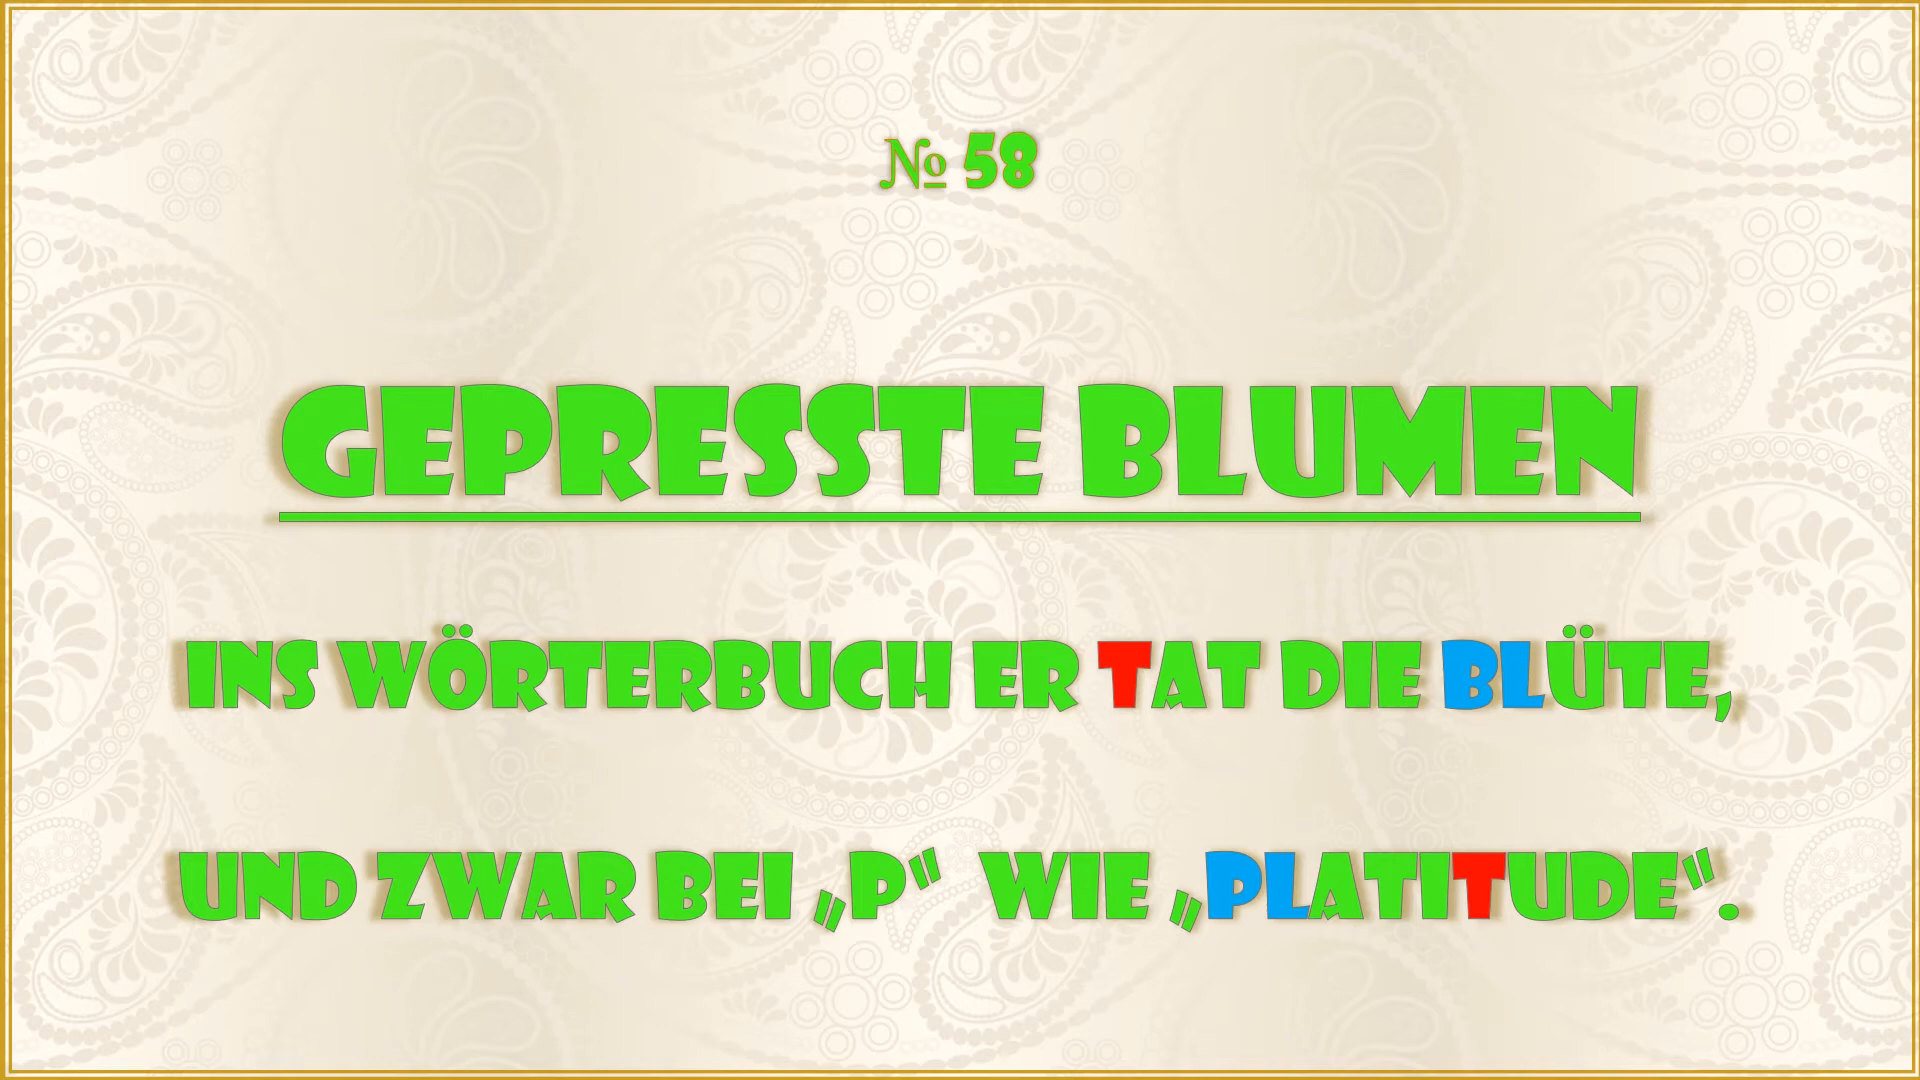 № 58
GEPRESSTE BLUMEN
INS WÖRTERBUCH ER TAT DIE BLÜTE,
UND ZWAR BEI „P“ WIE „PLATITUDE“.